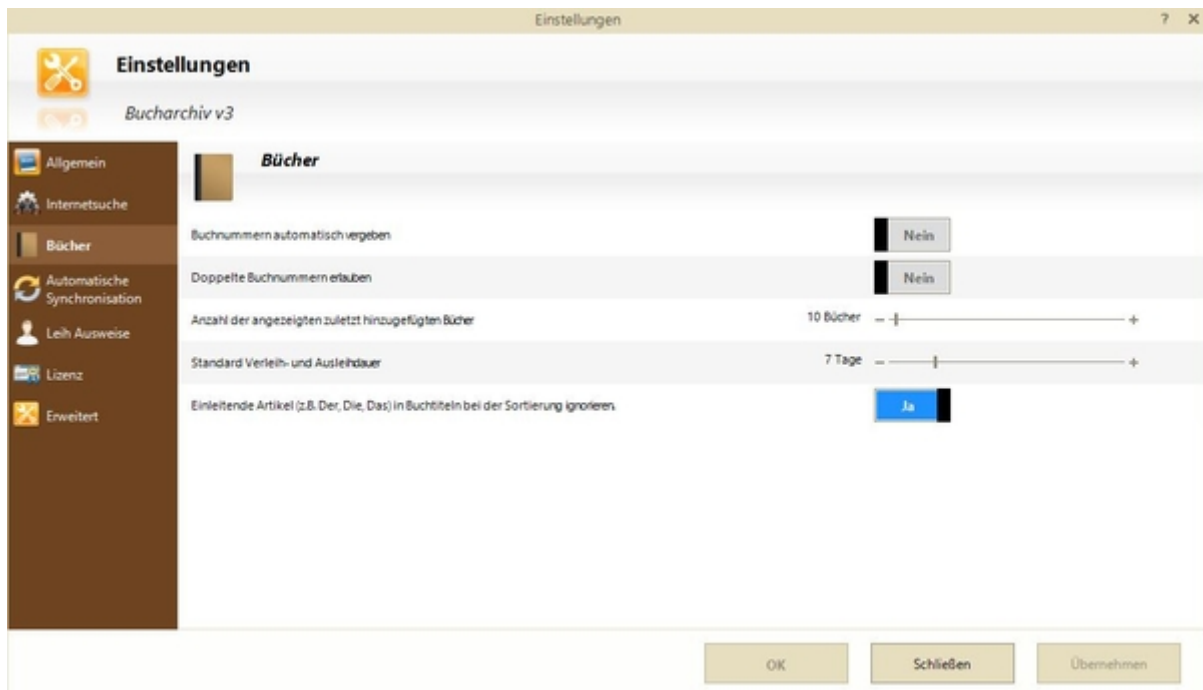 Einstellungen
? X
Einstellungen
Bucharchiv v3
Allgemein
Internetsuche
Bücher
Automatische
Synchronisation
Leih Ausweise
Lizenz
Erweitert
Bücher
Buchnummern automatisch vergeben
Nein
Doppelte Buchnummern erlauben
Nein
Anzahl der angezeigten zuletzt hinzugefügten Bücher
10 Bücher
Standard Verleih- und Ausleihdauer
7 Tage
Einleitende Artikel (z.B. Der, Die, Das) in Buchtiteln bei der Sortierung ignorieren.
Ja
OK
Schließen
Übernehmen